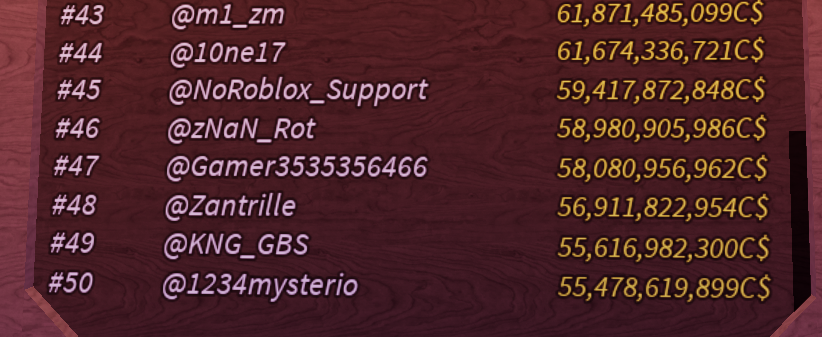 #43 @m1_zm 61,871,485,099C$
#44 @10ne17 61,674,336,721C$
#45 @NoRoblox_Support 59,417,872,848C$
#46 @zNaN_Rot 58,980,905,986C$
#47 @Gamer3535356466 58,080,956,962C$
#48 @Zantrille 56,911,822,954C$
#49 @KNG_GBS 55,616,982,300C$
#50 @1234mysterio 55,478,619,899C$